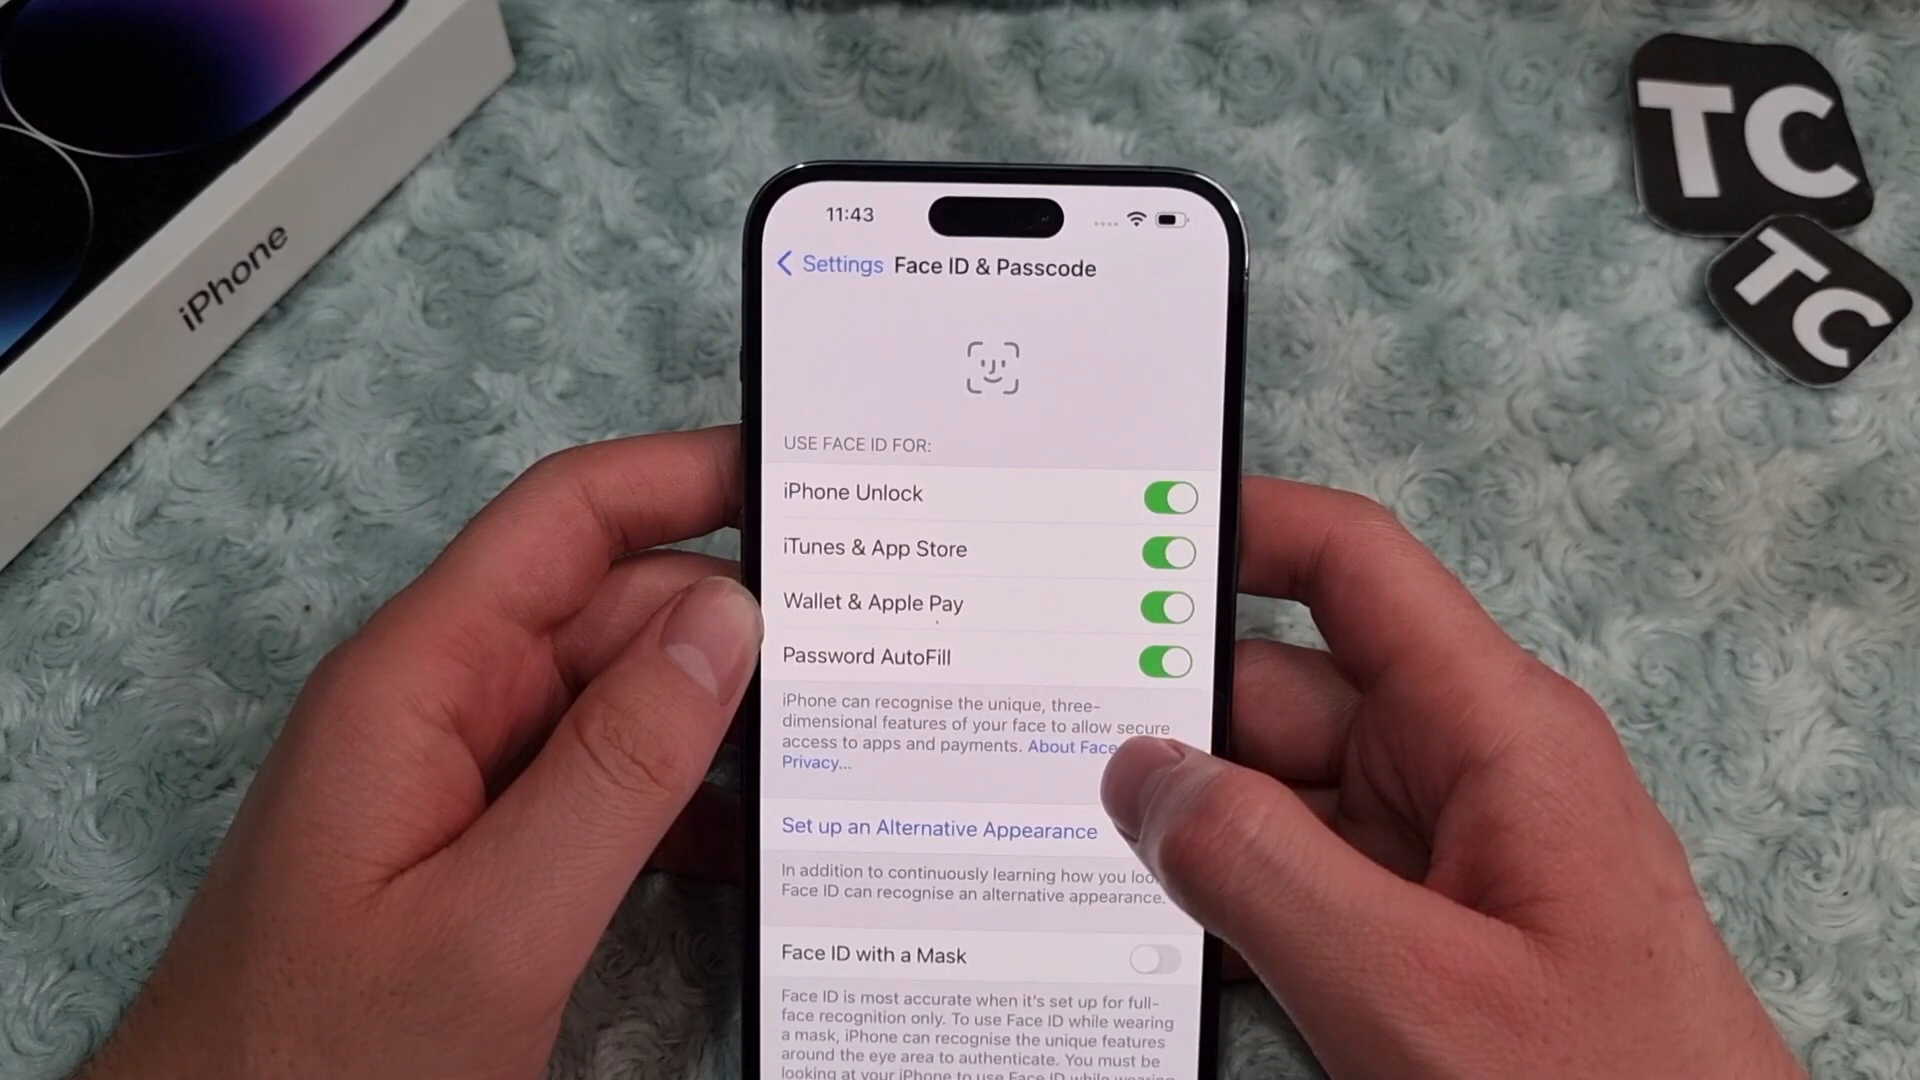 iPhone
TC
TC
11:43
Settings Face ID & Passcode
USE FACE ID FOR:
iPhone Unlock
iTunes & App Store
Wallet & Apple Pay
Password AutoFill
iPhone can recognise the unique, three-
dimensional features of your face to allow secure
access to apps and payments. About Face
Privacy...
Set up an Alternative Appearance
In addition to continuously learning how you
Face ID can recognise an alternative appearance.
Face ID with a Mask
Face ID is most accurate when it's set up for full-
face recognition only. To use Face ID while wearing
a mask, iPhone can recognise the unique features
around the eye area to authenticate. You must be
looking at your iPhone to use Face ID while wearing